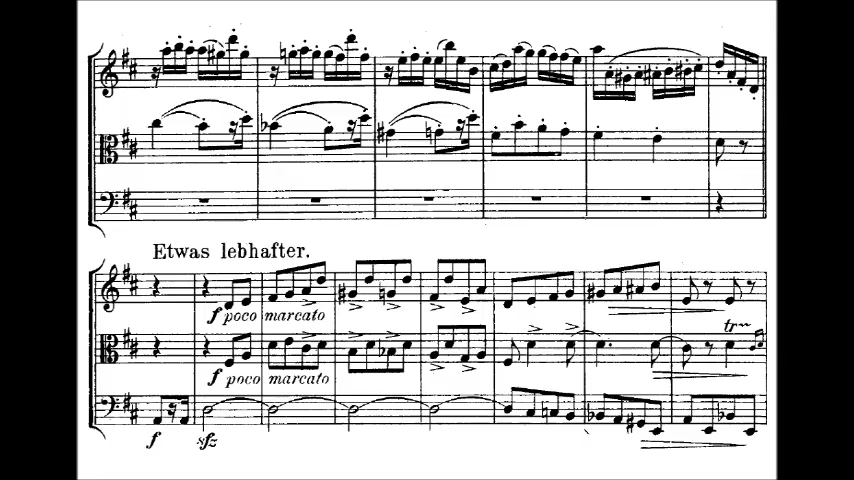 Etwas lebhafter.
f poco marcato
tr
f poco marcato
f
sfz